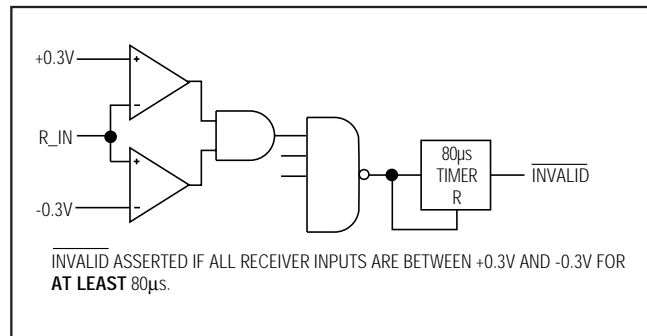 +0.3V
+
−
R_IN
+
−
-0.3V
80µs
TIMER
R
INVALID
INVALID ASSERTED IF ALL RECEIVER INPUTS ARE BETWEEN +0.3V AND -0.3V FOR
AT LEAST 80µs.